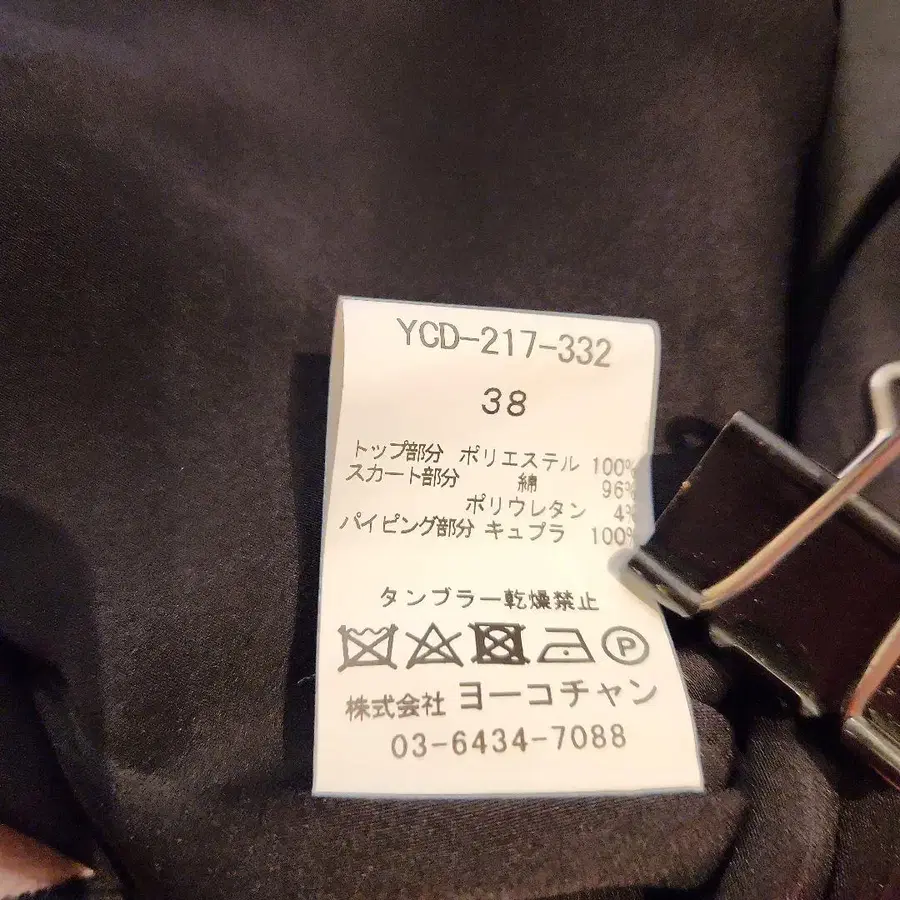 YCD-217-332
38
トップ部分 ポリエステル 100%
スカート部分 綿 96%
ポリウレタン 4%
パイピング部分 キュプラ 100%
タンブラー乾燥禁止
P
株式会社 ヨーコチャン
03-6434-7088